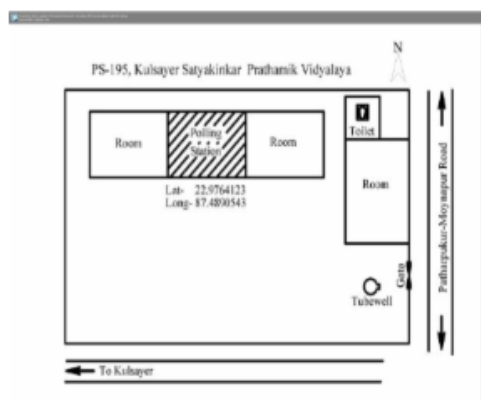 N
PS-195, Kulsayer Satyakinkar Prathamik Vidyalaya
Room
Polling
Station
Room
Toilet
Lat- 22.9764123
Long- 87.4890543
Room
Patharpukur-Moynapur Road
Gate
Tubewell
To Kulsayer